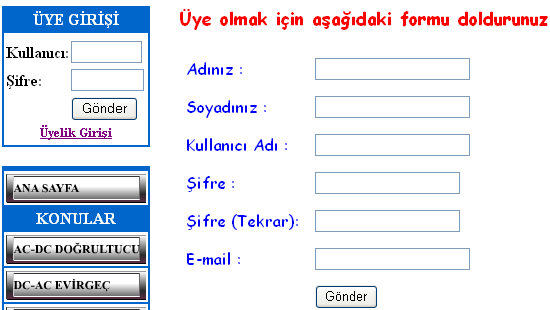 ÜYE GİRİŞİ
Kullanıcı:
Şifre:
Gönder
Üyelik Girişi
ANA SAYFA
KONULAR
AC-DC DOĞRULTUCU
DC-AC EVİRGEÇ
Üye olmak için aşağıdaki formu doldurunuz
Adınız :
Soyadınız :
Kullanıcı Adı :
Şifre :
Şifre (Tekrar):
E-mail :
Gönder